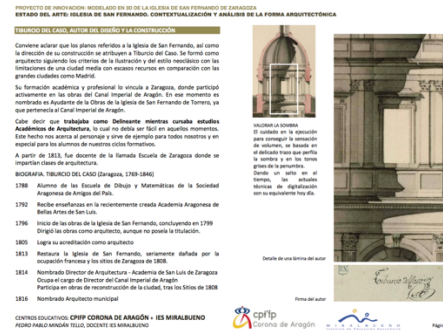 PROYECTO DE INNOVACION: MODELADO EN 3D DE LA IGLESIA DE SAN FERNANDO DE ZARAGOZA
ESTADO DEL ARTE: IGLESIA DE SAN FERNANDO. CONTEXTUALIZACIÓN Y ANÁLISIS DE LA FORMA ARQUITECTÓNICA
TIBURCIO DEL CASO, AUTOR DEL DISEÑO Y LA CONSTRUCCIÓN
Conviene aclarar que los planos referidos a la Iglesia de San Fernando, así como
la dirección de su construcción se atribuyen a Tiburcio del Caso. Se formó como
arquitecto siguiendo los criterios de la Ilustración y del estilo neoclásico con las
limitaciones de una ciudad media con escasos recursos en comparación con las
grandes ciudades como Madrid.
Su formación académica y profesional lo vincula a Zaragoza, donde participó
activamente en las obras del Canal Imperial de Aragón. En ese momento es
nombrado es Ayudante de la Obras de la Iglesia de San Fernando de Torrero, ya
que pertenecía al Canal Imperial de Aragón.
Cabe decir que trabajaba como Delineante mientras cursaba estudios
Académicos de Arquitectura, lo cual no debía ser fácil en aquellos momentos.
Este hecho nos acerca al personaje y sirve de ejemplo para todos nosotros y en
especial para los alumnos de nuestros ciclos formativos.
A partir de 1813, fue docente de la llamada Escuela de Zaragoza donde se
impartían clases de arquitectura.
BIOGRAFIA. TIBURCIO DEL CASO (Zaragoza, 1769-1846)
1788 Alumno de las Escuela de Dibujo y Matemáticas de la Sociedad
Aragonesa de Amigos del País.
1792 Recibe enseñanzas en la recientemente creada Academia Aragonesa de
Bellas Artes de San Luis.
1796 Inicio de las obras de la Iglesia de San Fernando, concluyendo en 1799
Dirigió las obras como arquitecto, aunque no poseía la titulación.
1805 Logra su acreditación como arquitecto
1813 Restaura la Iglesia de San Fernando, seriamente dañada por la
ocupación francesa y los sitios de Zaragoza de 1808.
1814 Nombrado Director de Arquitectura - Academia de San Luis de Zaragoza
Ocupa el cargo de Director del Canal Imperial de Aragón
Participa en obras de reconstrucción de la ciudad, tras los Sitios de 1808
1816 Nombrado Arquitecto municipal
VALORAR LA SOMBRA
El cuidado en la ejecución
para conseguir la sensación
de volumen, se basada en
el delicado trazo que perfila
la sombra y en los tonos
grises de la penumbra.
Dando un salto en el
tiempo, las actuales
técnicas de digitalización
son su equivalente hoy día.
Detalle de una lámina del autor
Firma del autor
CENTROS EDUCATIVOS: CPIFP CORONA DE ARAGÓN + IES MIRALBUENO
PEDRO PABLO MINDÁN TELLO, DOCENTE IES MIRALBUENO
cpifp
Corona de Aragón
MIRALBUENO